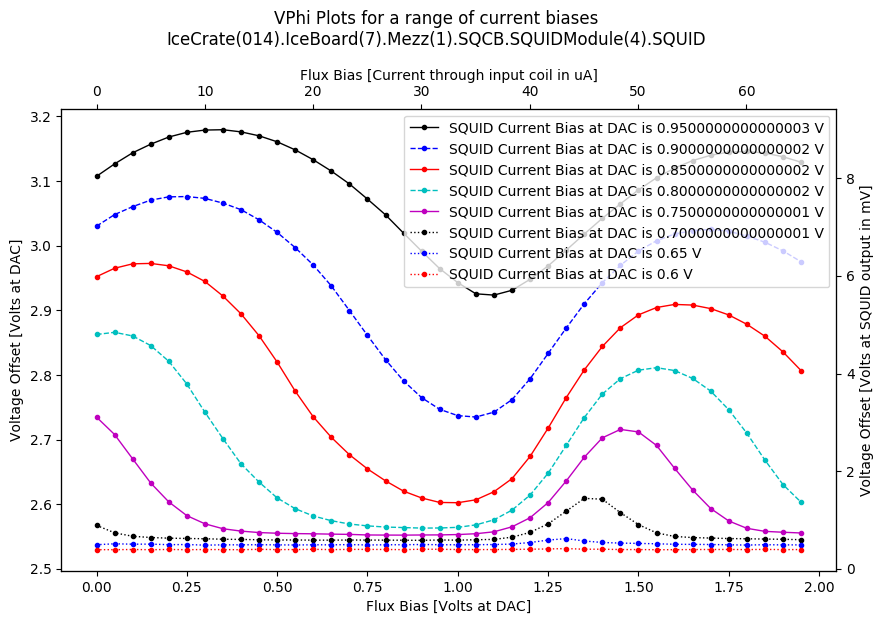 VPhi Plots for a range of current biases
IceCrate(014).IceBoard(7).Mezz(1).SQCB.SQUIDModule(4).SQUID
Flux Bias [Current through input coil in uA]
0 10 20 30 40 50 60
SQUID Current Bias at DAC is 0.9500000000000003 V
SQUID Current Bias at DAC is 0.9000000000000002 V
SQUID Current Bias at DAC is 0.8500000000000002 V
SQUID Current Bias at DAC is 0.8000000000000002 V
SQUID Current Bias at DAC is 0.7500000000000001 V
SQUID Current Bias at DAC is 0.7000000000000001 V
SQUID Current Bias at DAC is 0.65 V
SQUID Current Bias at DAC is 0.6 V
Voltage Offset [Volts at DAC]
3.2
3.1
3.0
2.9
2.8
2.7
2.6
2.5
Voltage Offset [Volts at SQUID output in mV]
8
6
4
2
0
0.00 0.25 0.50 0.75 1.00 1.25 1.50 1.75 2.00
Flux Bias [Volts at DAC]